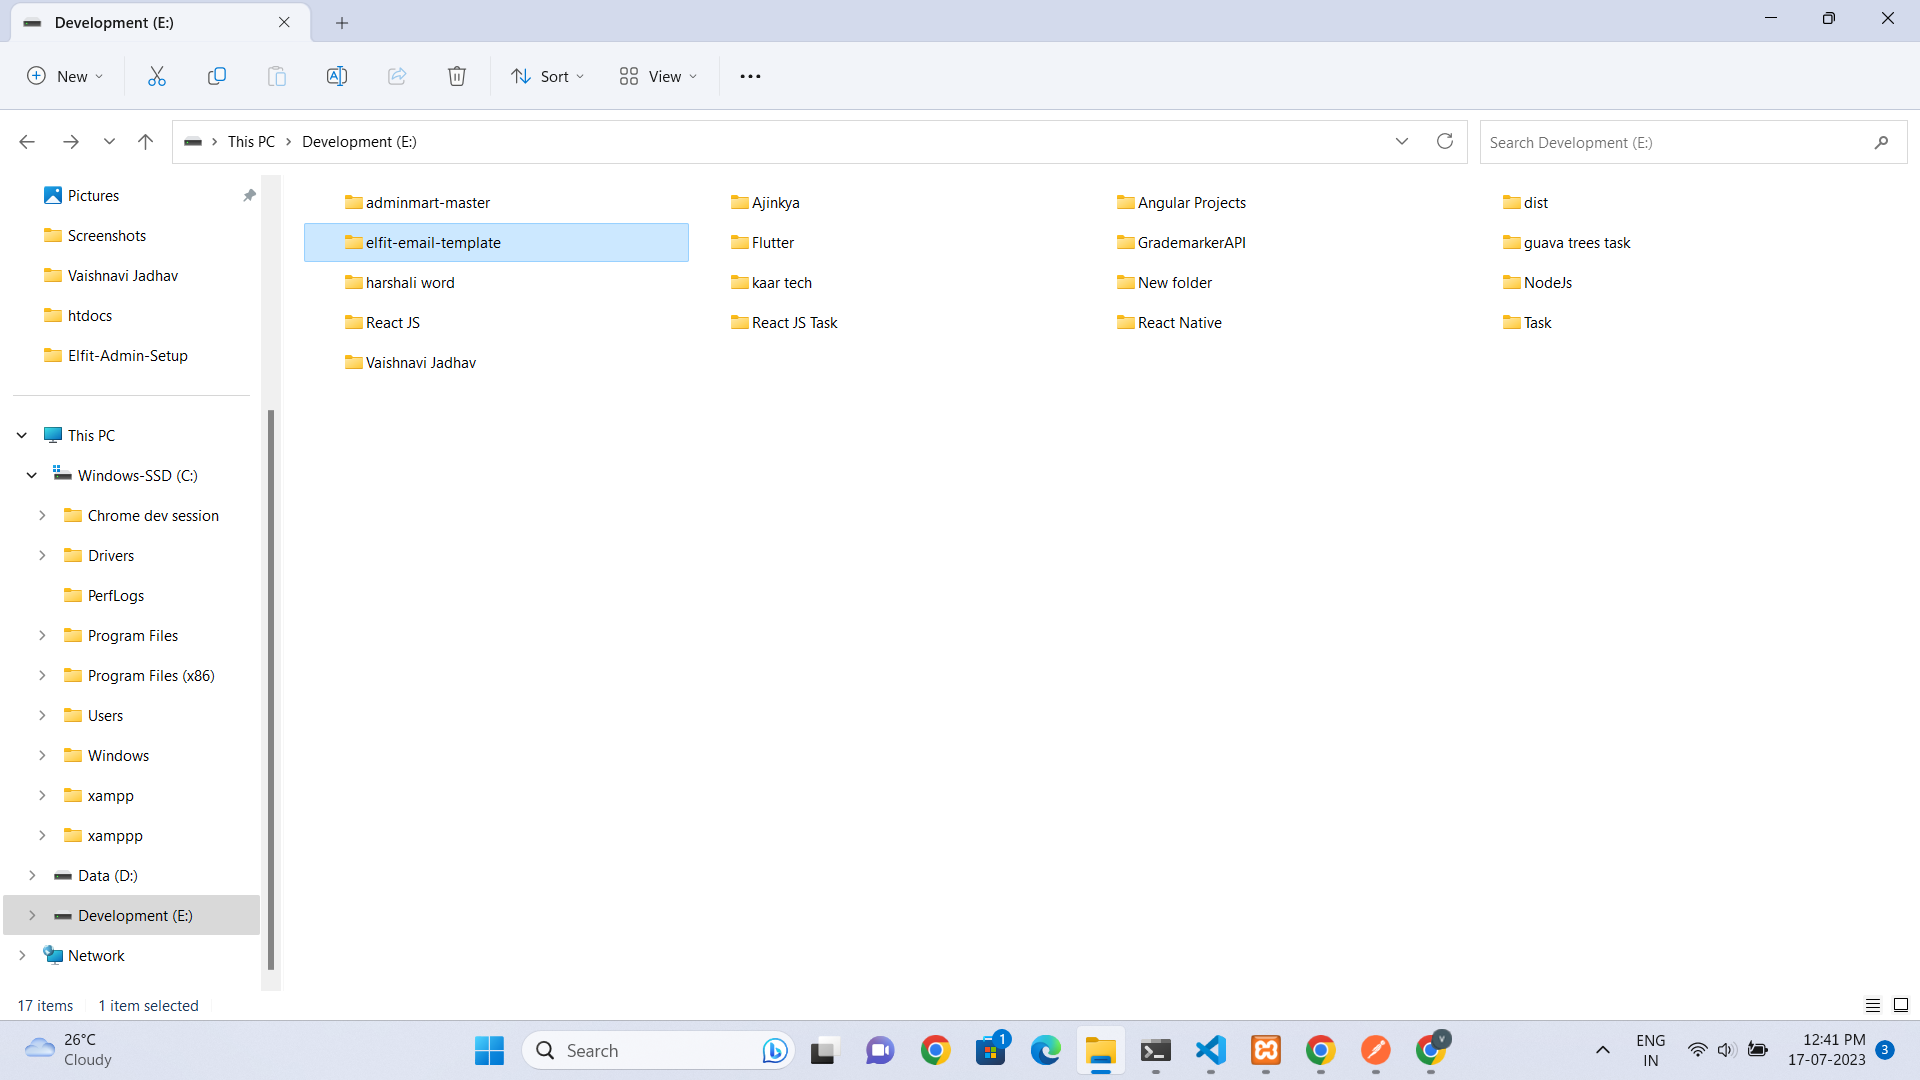 Development (E:)
New
Sort
View
This PC
Development (E:)
Search Development (E:)
Pictures
Screenshots
Vaishnavi Jadhav
htdocs
Elfit-Admin-Setup
This PC
Windows-SSD (C:)
Chrome dev session
Drivers
PerfLogs
Program Files
Program Files (x86)
Users
Windows
xampp
xamppp
Data (D:)
Development (E:)
Network
adminmart-master
Ajinkya
Angular Projects
dist
elfit-email-template
Flutter
GrademarkerAPI
guava trees task
harshali word
kaar tech
New folder
NodeJs
React JS
React JS Task
React Native
Task
Vaishnavi Jadhav
17 items
1 item selected
26°C
Cloudy
Search
1
V
ENG
IN
12:41 PM
17-07-2023
3